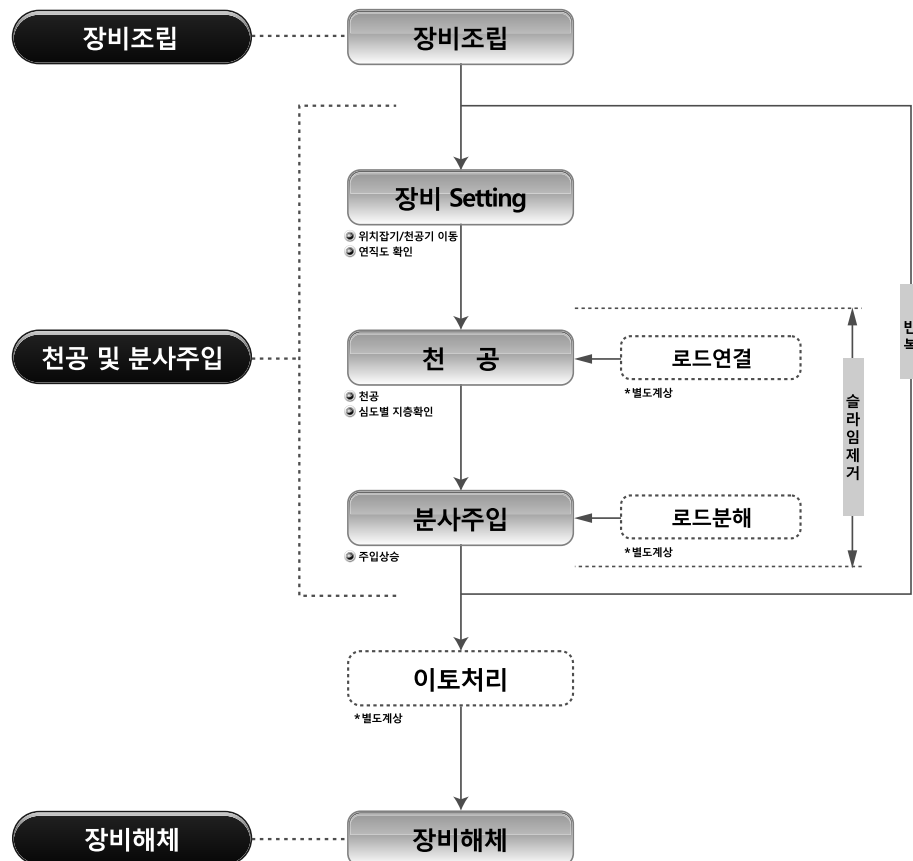 장비조립
장비조립
장비 Setting
위치잡기/천공기 이동
연직도 확인
천공 및 분사주입
천 공
로드연결
*별도계상
천공
심도별 지층확인
슬라임제거
분사주입
로드분해
*별도계상
주입상승
이토처리
*별도계상
장비해체
장비해체